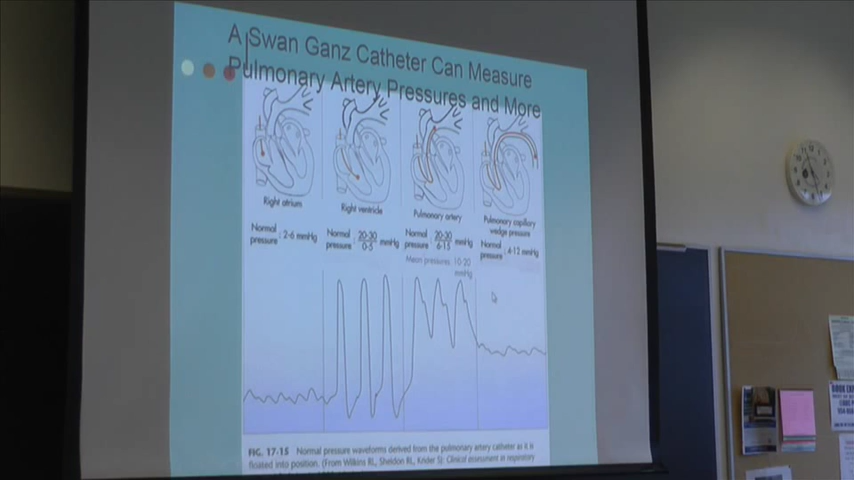 A Swan Ganz Catheter Can Measure
Pulmonary Artery Pressures and More
Right atrium
Right ventricle
Pulmonary artery
Pulmonary capillary
wedge pressure
Normal
pressure : 2-6 mmHg
Normal
pressure : 20-30
0-5 mmHg
Normal
pressure : 20-30
6-15 mmHg
Mean pressures: 10-20
mmHg
Normal
pressure : 4-12 mmHg
FIG. 17-15 Normal pressure waveforms derived from the pulmonary artery catheter as it is
floated into position. (From Wilkins RL, Sheldon RL, Krider SJ: Clinical assessment in respiratory